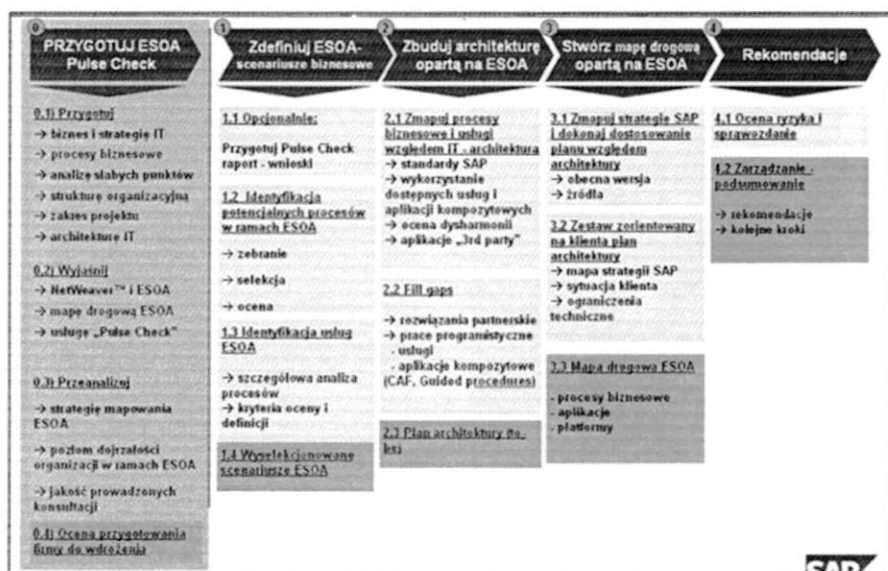 0
PRZYGOTUJ ESOA
Pulse Check
0.1) Przygotuj
→ biznes i strategię IT
→ procesy biznesowe
→ analizę słabych punktów
→ strukturę organizacyjną
→ zakres projektu
→ architekturę IT
0.2) Wyjaśnij
→ NetWeaver™ i ESOA
→ mapę drogową ESOA
→ usługę „Pulse Check"
0.3) Przeanalizuj
→ strategię mapowania
ESOA
→ poziom dojrzałości
organizacji w ramach ESOA
→ jakość prowadzonych
konsultacji
0.4) Ocena przygotowania
firmy do wdrożenia
1
Zdefiniuj ESOA-
scenariusze biznesowe
1.1 Opcjonalnie:
Przygotuj Pulse Check
raport - wnioski
1.2 Identyfikacja
potencjalnych procesów
w ramach ESOA
→ zebranie
→ selekcja
→ ocena
1.3 Identyfikacja usług
ESOA
→ szczegółowa analiza
procesów
→ kryteria oceny i
definicji
1.4 Wyselekcjonowane
scenariusze ESOA
2
Zbuduj architekturę
opartą na ESOA
2.1 Zmapuj procesy
biznesowe i usługi
względem IT - architektura
→ standardy SAP
→ wykorzystanie
dostępnych usług i
aplikacji kompozytowych
→ ocena dysharmonii
→ aplikacje „3rd party"
2.2 Fill gaps
→ rozwiązania partnerskie
→ prace programistyczne
- usługi
- aplikacje kompozytowe
(CAF, Guided procedures)
2.3 Plan architektury (to,
be)
3
Stwórz mapę drogową
opartą na ESOA
3.1 Zmapuj strategie SAP
i dokonaj dostosowanie
planu względem
architektury
→ obecna wersja
→ źródła
3.2 Zestaw zorientowany
na klienta plan
architektury
→ mapa strategii SAP
→ sytuacja klienta
→ ograniczenia
techniczne
3.3 Mapa drogowa ESOA
- procesy biznesowe
- aplikacje
- platformy
4
Rekomendacje
4.1 Ocena ryzyka i
sprawozdanie
4.2 Zarządzanie -
podsumowanie
→ rekomendacje
→ kolejne kroki
SAP